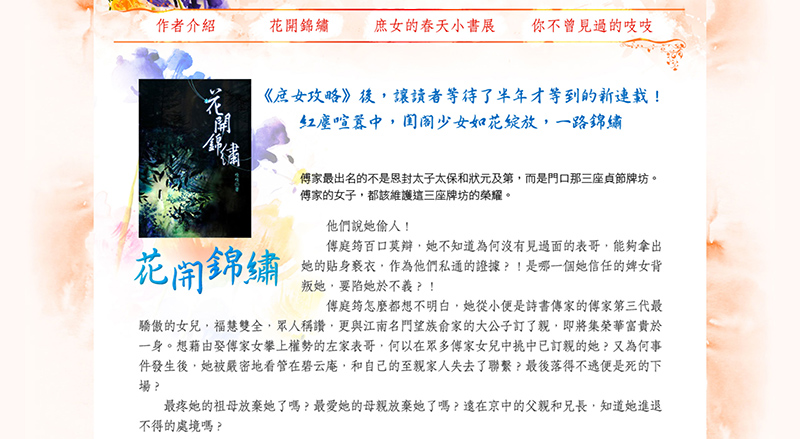 作者介紹
花開錦繡
庶女的春天小書展
你不曾見過的吱吱
花開錦繡
《庶女攻略》後，讓讀者等待了半年才等到的新連載！
紅塵喧囂中，閨閣少女如花綻放，一路錦繡
傅家最出名的不是恩封太子太保和狀元及第，而是門口那三座貞節牌坊。
傅家的女子，都該維護這三座牌坊的榮耀。
花開錦繡
他們說她偷人！
傅庭筠百口莫辯，她不知道為何沒有見過面的表哥，能夠拿出
她的貼身褻衣，作為他們私通的證據？！是哪一個她信任的婢女背
叛她，要陷她於不義？！
傅庭筠怎麼都想不明白，她從小便是詩書傳家的傅家第三代最
驕傲的女兒，福慧雙全，眾人稱讚，更與江南名門望族俞家的大公子訂了親，即將集榮華富貴於
一身。想藉由娶傅家女攀上權勢的左家表哥，何以在眾多傅家女兒中挑中已訂親的她？又為何事
件發生後，她被嚴密地看管在碧云庵，和自己的至親家人失去了聯繫？最後落得不逃便是死的下
場？
最疼她的祖母放棄她了嗎？最愛她的母親放棄她了嗎？遠在京中的父親和兄長，知道她進退
不得的處境嗎？